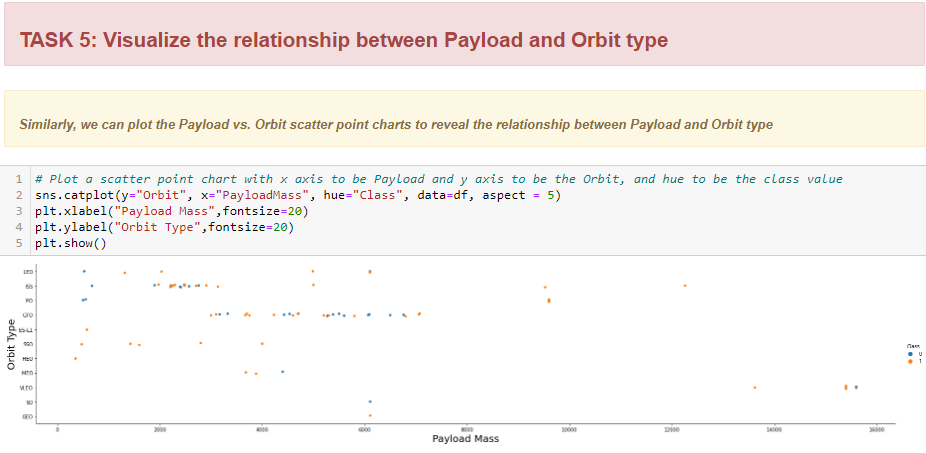 TASK 5: Visualize the relationship between Payload and Orbit type
Similarly, we can plot the Payload vs. Orbit scatter point charts to reveal the relationship between Payload and Orbit type
1 # Plot a scatter point chart with x axis to be Payload and y axis to be the Orbit, and hue to be the class value
2 sns.catplot(y="Orbit", x="PayloadMass", hue="Class", data=df, aspect = 5)
3 plt.xlabel("Payload Mass",fontsize=20)
4 plt.ylabel("Orbit Type",fontsize=20)
5 plt.show()
LEO
ISS
PO
GTO
ES-L1
SSO
HEO
MEO
VLEO
SO
GEO
Orbit Type
Class
0
1
0 2000 4000 6000 8000 10000 12000 14000 16000
Payload Mass